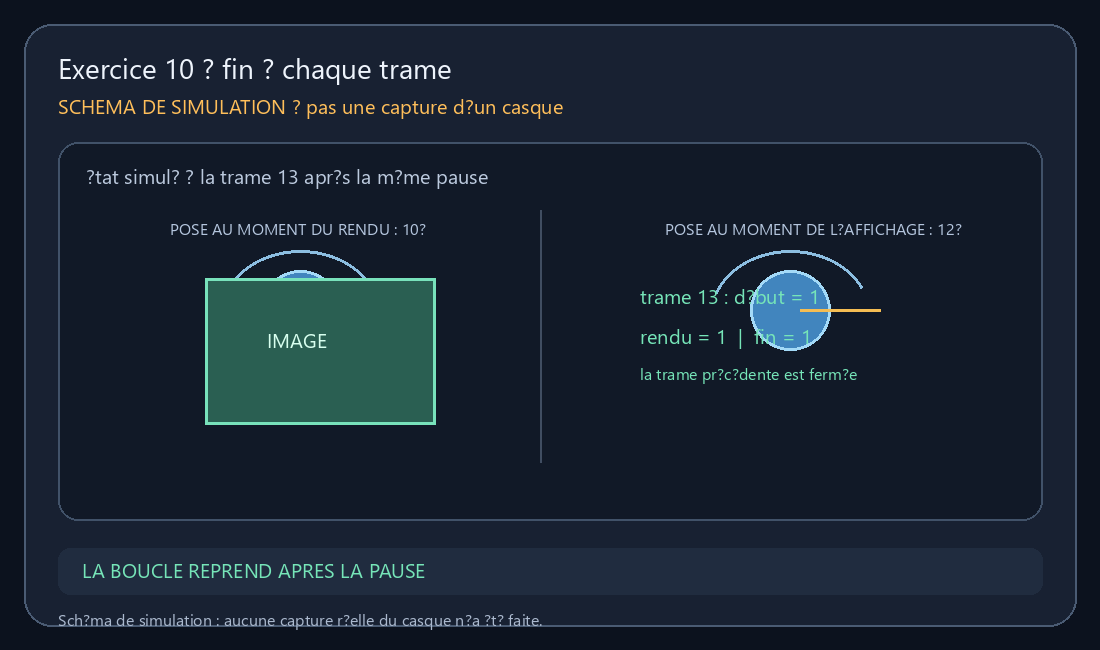 Exercice 10 ? fin ? chaque trame
SCHEMA DE SIMULATION ? pas une capture d?un casque
?tat simul? ? la trame 13 apr?s la m?me pause
POSE AU MOMENT DU RENDU : 10?
IMAGE
POSE AU MOMENT DE L?AFFICHAGE : 12?
trame 13 : d?but = 1
rendu = 1 | fin = 1
la trame pr?c?dente est ferm?e
LA BOUCLE REPREND APRES LA PAUSE
Sch?ma de simulation : aucune capture r?elle du casque n?a ?t? faite.